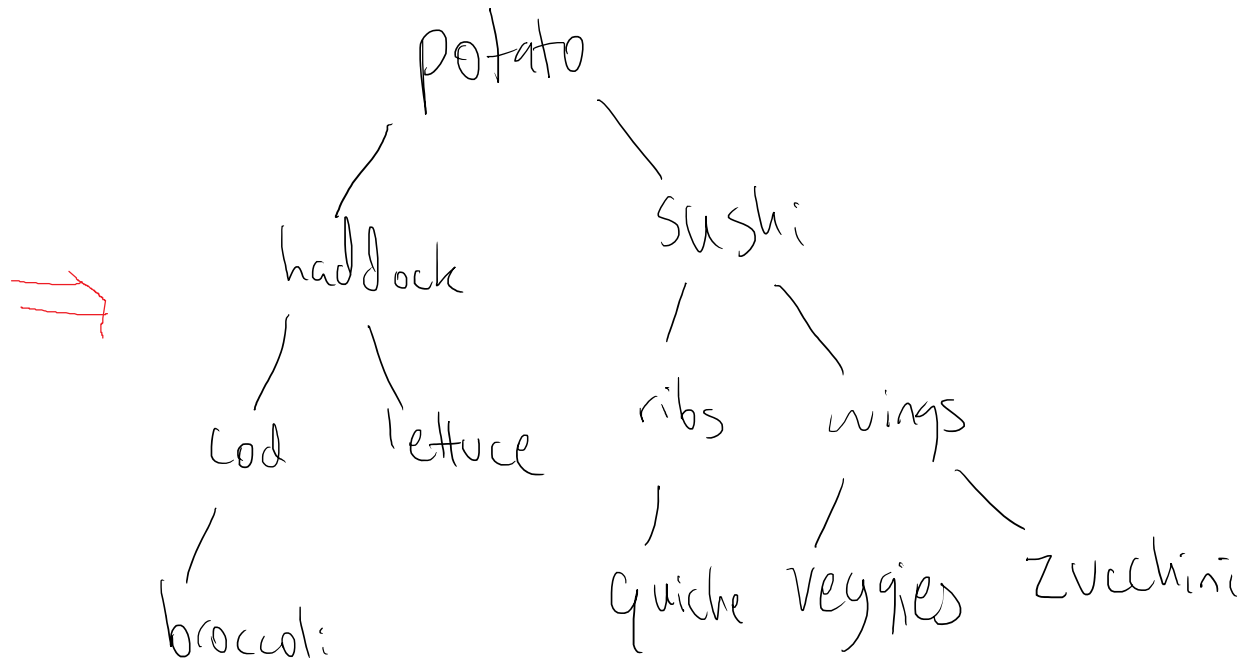 potato
haddock sushi
cod lettuce ribs wings
broccoli quiche veggies zucchini